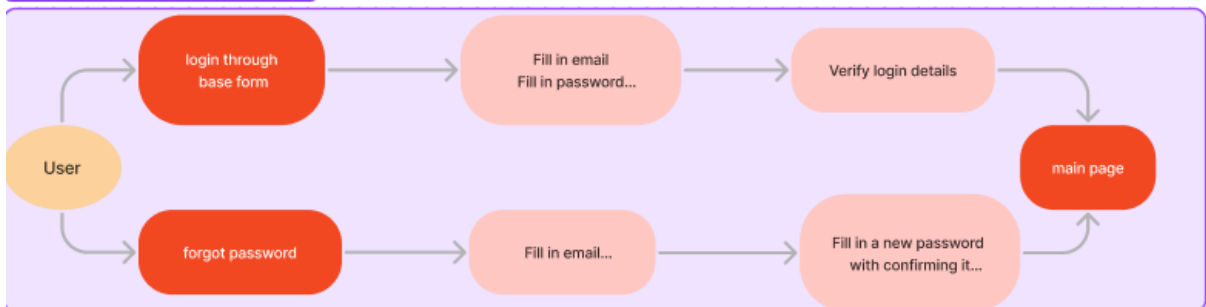 login through
base form
Fill in email
Fill in password...
Verify login details
User
main page
forgot password
Fill in email...
Fill in a new password
with confirming it...